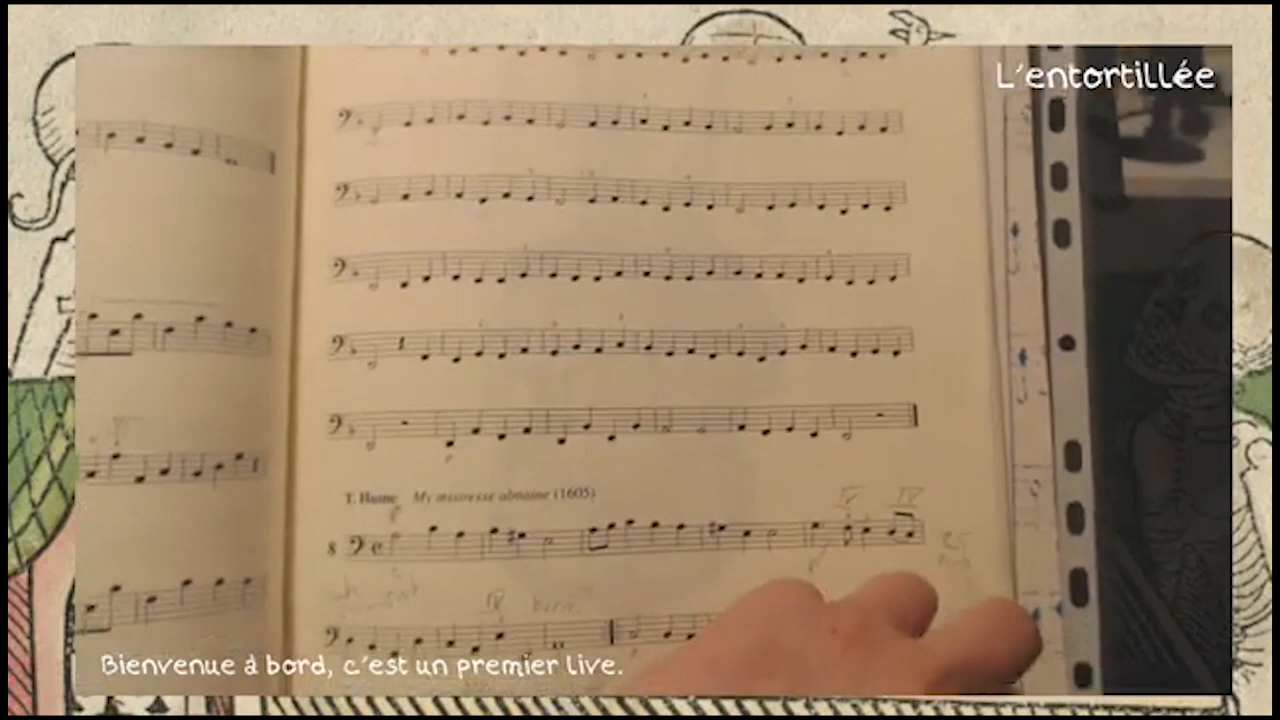 L'entortillée
T. Hume My mistresse almaine (1605)
8
Bienvenue à bord, c'est un premier live.